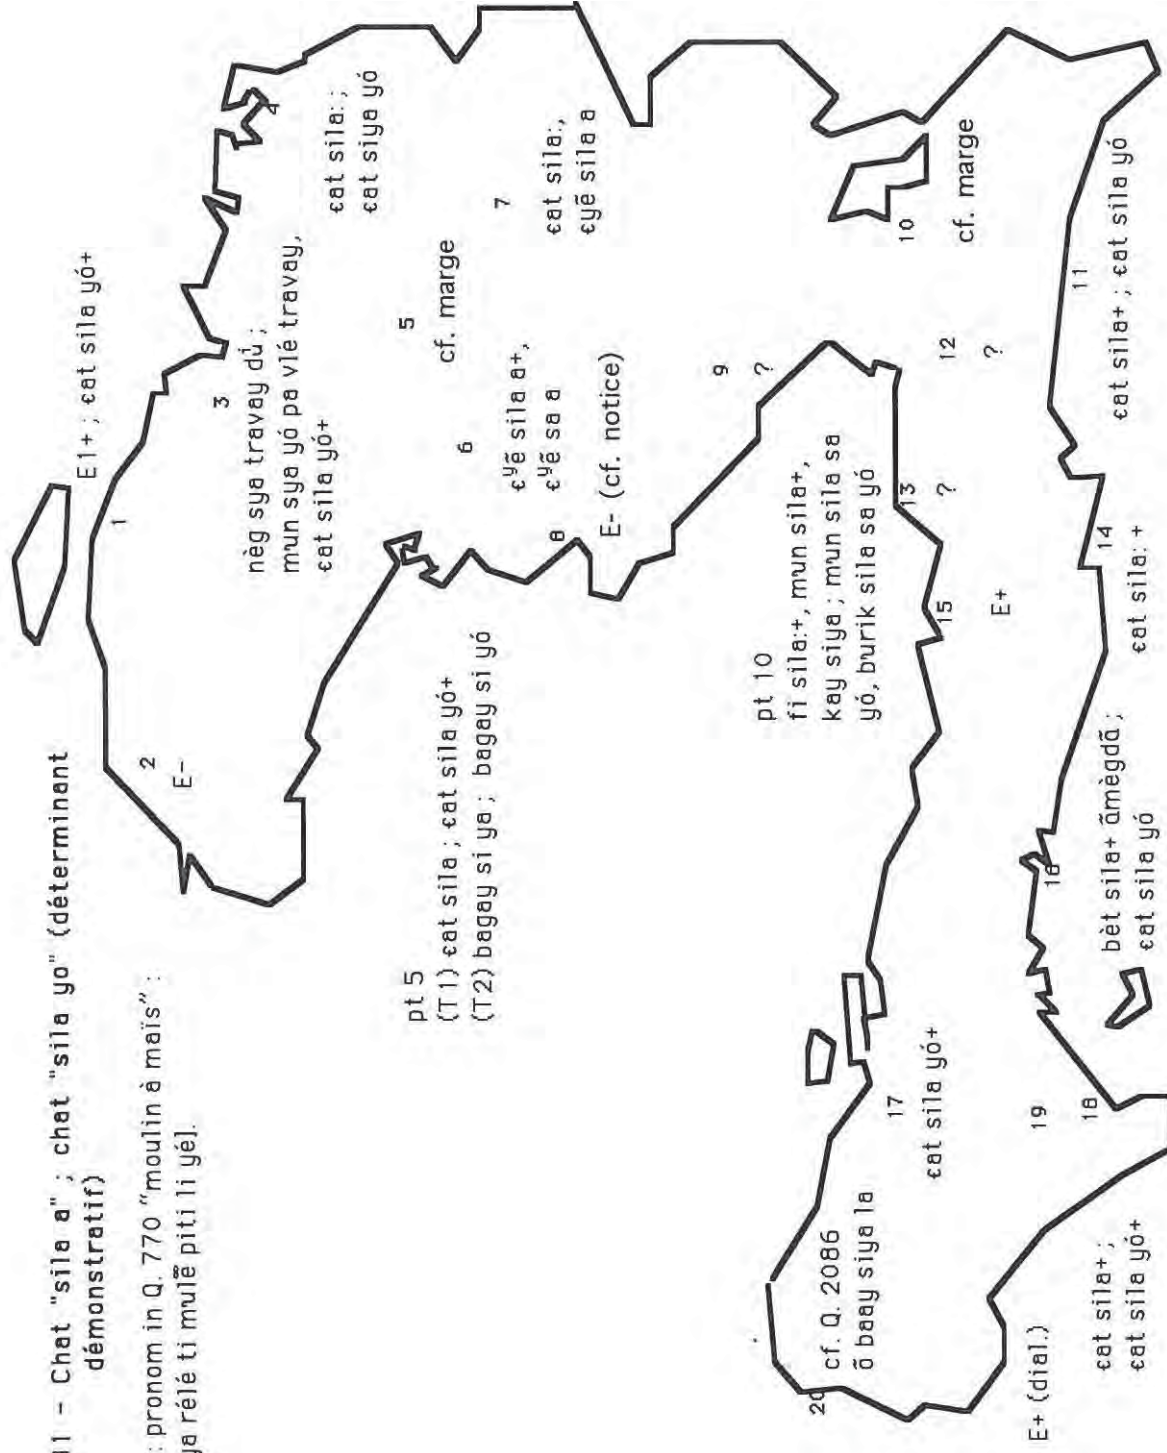 11 - Chat "sila a" ; chat "sila yo" (déterminant
démonstratif)
: pronom in Q. 770 "moulin à maïs" :
ya rélé ti mulẽ piti li yé].
E1+ ; ɛat sila yó+
1
2
E-
3
nèg sya travay dů ;
mun sya yó pa vlé travay,
ɛat sila yó+
4
ɛat sila: ;
ɛat siya yó
5
cf. marge
6
ɛyẽ sila a+,
ɛyẽ sa a
7
ɛat sila:,
ɛyẽ sila a
8
E- (cf. notice)
pt 5
(T1) ɛat sila ; ɛat sila yó+
(T2) bagay si ya ; bagay si yó
9
?
10
cf. marge
pt 10
fi sila:+, mun sila+,
kay siya ; mun sila sa
yó, burik sila sa yó
11
ɛat sila+ ; ɛat sila yó
12
?
13
?
14
ɛat sila: +
15
E+
16
bèt sila+ ãmègdã ;
ɛat sila yó
17
ɛat sila yó+
18
19
ɛat sila+ ;
ɛat sila yó+
20
cf. Q. 2086
õ baay siya la
E+ (dial.)